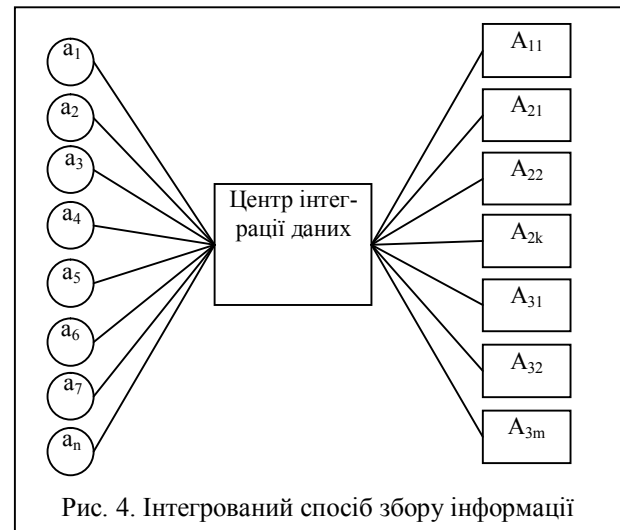 a₁
a₂
a₃
a₄
a₅
a₆
a₇
aₙ
Центр інтег-
рації даних
A₁₁
A₂₁
A₂₂
A₂ₖ
A₃₁
A₃₂
A₃ₘ
Рис. 4. Інтегрований спосіб збору інформації